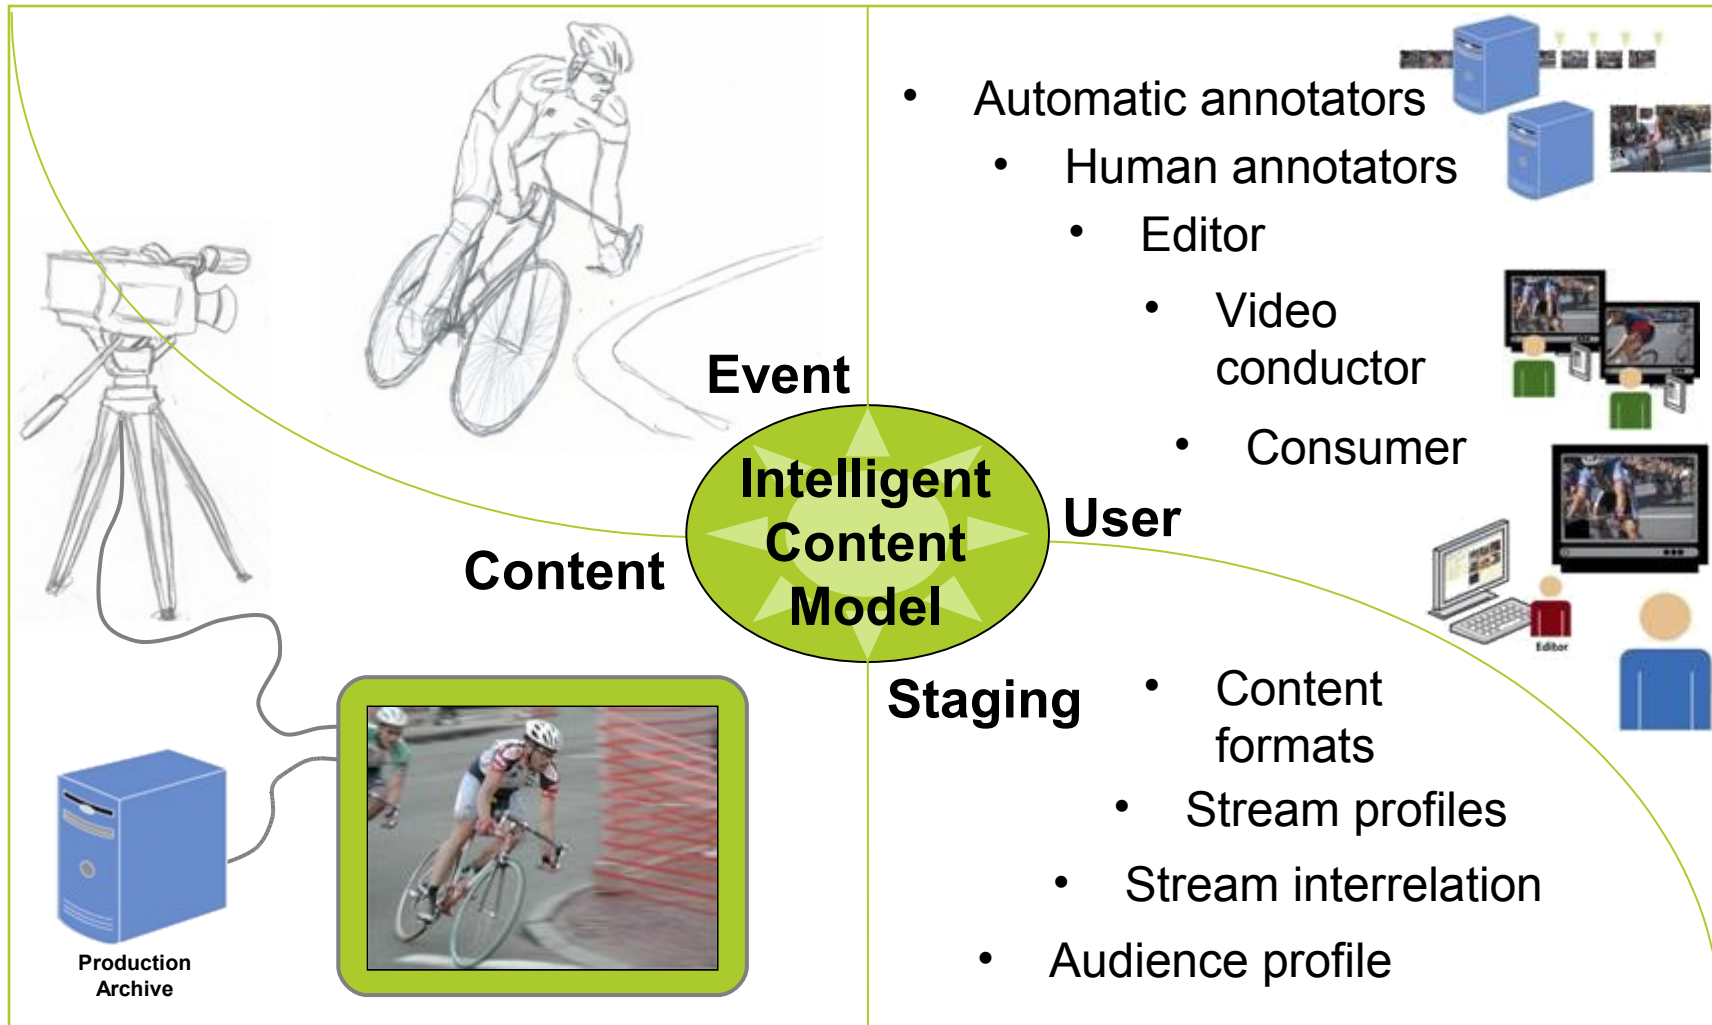 • Automatic annotators
• Human annotators
• Editor
• Video
conductor
• Consumer
Event
Intelligent
Content
Model
User
Content
Staging
Editor
• Content
formats
• Stream profiles
• Stream interrelation
• Audience profile
Production
Archive